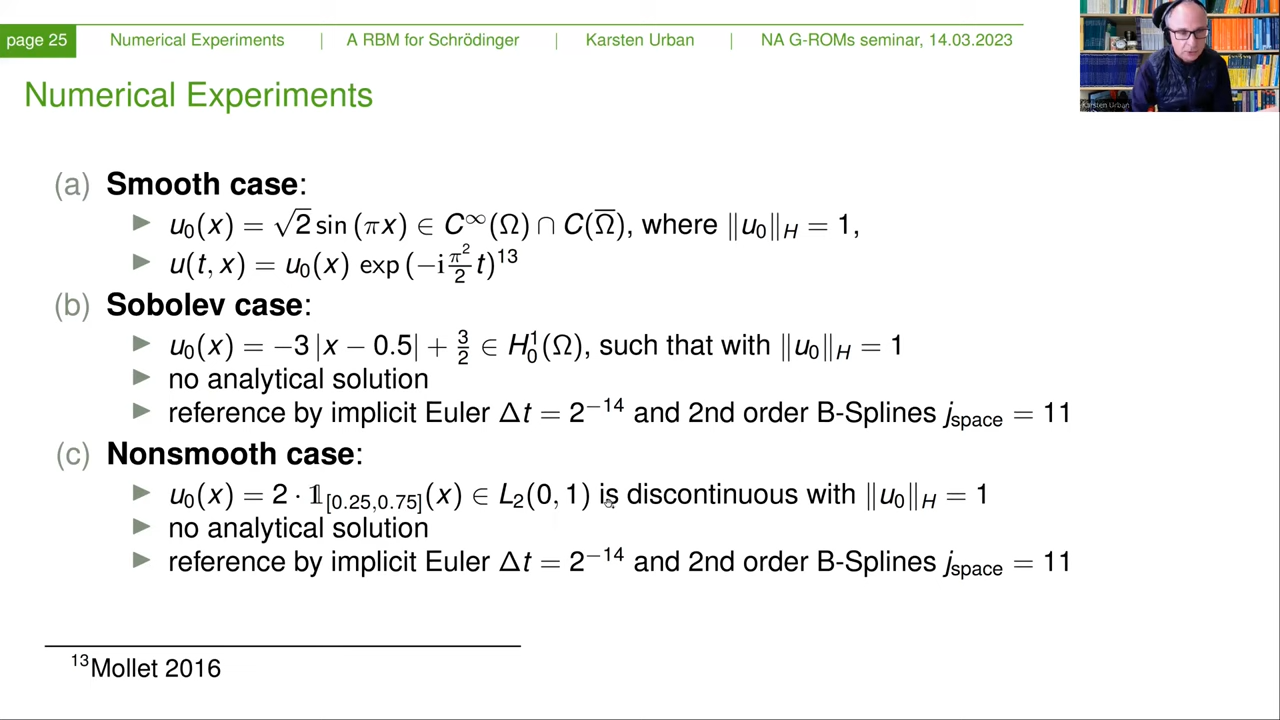 page 25 Numerical Experiments | A RBM for Schrödinger | Karsten Urban | NA G-ROMs seminar, 14.03.2023
Karsten Urban
Numerical Experiments
(a) Smooth case:
▶ u₀(x) = √2 sin (πx) ∈ C^∞(Ω) ∩ C(Ω̅), where ‖u₀‖_H = 1,
▶ u(t, x) = u₀(x) exp (−i π²/2 t)¹³
(b) Sobolev case:
▶ u₀(x) = −3 |x − 0.5| + 3/2 ∈ H¹₀(Ω), such that with ‖u₀‖_H = 1
▶ no analytical solution
▶ reference by implicit Euler Δt = 2⁻¹⁴ and 2nd order B-Splines j_space = 11
(c) Nonsmooth case:
▶ u₀(x) = 2 · 𝟙_[0.25,0.75](x) ∈ L₂(0, 1) is discontinuous with ‖u₀‖_H = 1
▶ no analytical solution
▶ reference by implicit Euler Δt = 2⁻¹⁴ and 2nd order B-Splines j_space = 11
¹³Mollet 2016